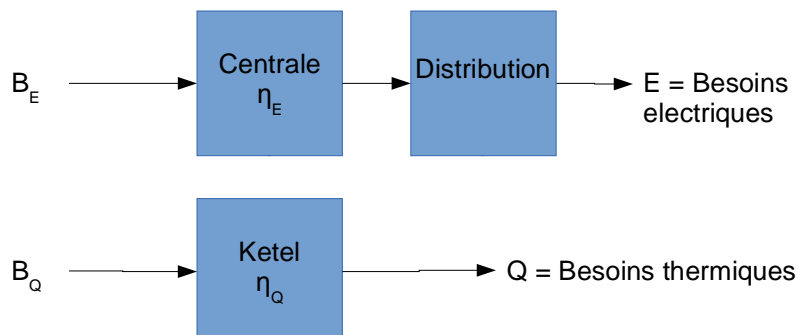 B_E
Centrale
η_E
Distribution
E = Besoins
electriques
B_Q
Ketel
η_Q
Q = Besoins thermiques